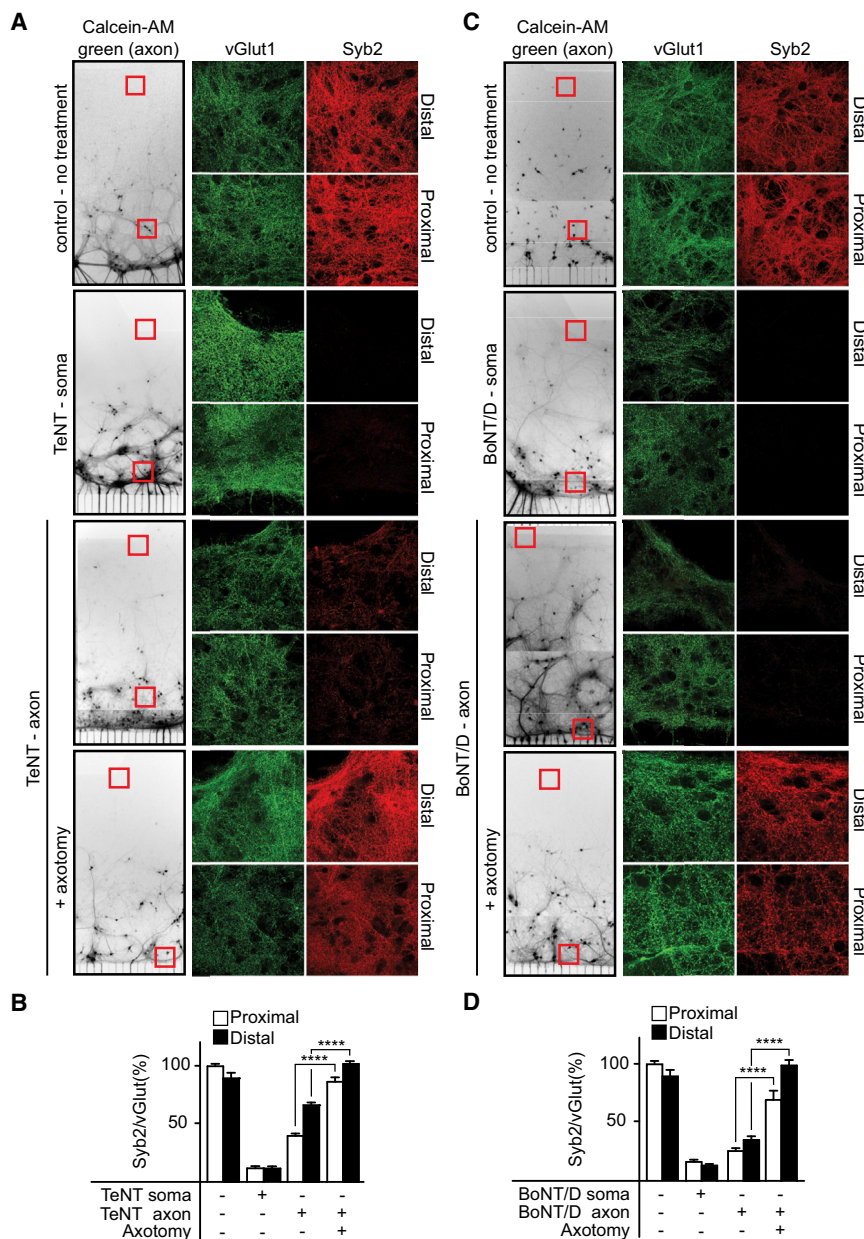 A
Calcein-AM
green (axon)
vGlut1
Syb2
control - no treatment
Distal
Proximal
TeNT - soma
Distal
Proximal
TeNT - axon
Distal
Proximal
+ axotomy
Distal
Proximal
C
Calcein-AM
green (axon)
vGlut1
Syb2
control - no treatment
Distal
Proximal
BoNT/D - soma
Distal
Proximal
BoNT/D - axon
Distal
Proximal
+ axotomy
Distal
Proximal
B
Proximal
Distal
Syb2/vGlut(%)
100
50
****
****
TeNT soma - + - -
TeNT axon - - + +
Axotomy - - - +
D
Proximal
Distal
Syb2/vGlut(%)
100
50
****
****
BoNT/D soma - + - -
BoNT/D axon - - + +
Axotomy - - - +